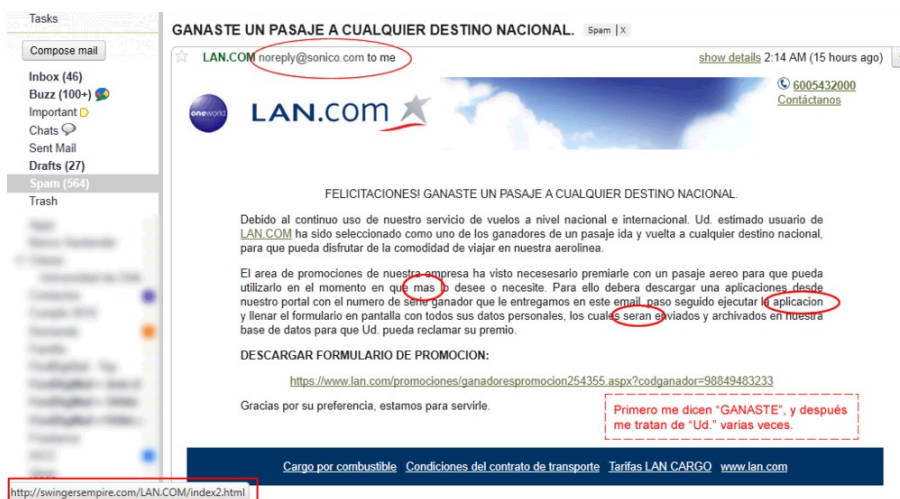 Tasks
Compose mail
Inbox (46)
Buzz (100+)
Important
Chats
Sent Mail
Drafts (27)
Spam (564)
Trash
GANASTE UN PASAJE A CUALQUIER DESTINO NACIONAL. Spam | X
LAN.COM noreply@sonico.com to me show details 2:14 AM (15 hours ago)
oneworld LAN.com
6005432000
Contáctanos
FELICITACIONES! GANASTE UN PASAJE A CUALQUIER DESTINO NACIONAL.
Debido al continuo uso de nuestro servicio de vuelos a nivel nacional e internacional. Ud. estimado usuario de
LAN.COM ha sido seleccionado como uno de los ganadores de un pasaje ida y vuelta a cualquier destino nacional,
para que pueda disfrutar de la comodidad de viajar en nuestra aerolinea.
El area de promociones de nuestra empresa ha visto necesesario premiarle con un pasaje aereo para que pueda
utilizarlo en el momento en que mas lo desee o necesite. Para ello debera descargar una aplicaciones desde
nuestro portal con el numero de serie ganador que le entregamos en este email, paso seguido ejecutar la aplicacion
y llenar el formulario en pantalla con todos sus datos personales, los cuales seran enviados y archivados en nuestra
base de datos para que Ud. pueda reclamar su premio.
DESCARGAR FORMULARIO DE PROMOCION:
https://www.lan.com/promociones/ganadorespromocion254355.aspx?codganador=98849483233
Gracias por su preferencia, estamos para servirle.
Primero me dicen "GANASTE", y después
me tratan de "Ud." varias veces.
Cargo por combustible Condiciones del contrato de transporte Tarifas LAN CARGO www.lan.com
http://swingersempire.com/LAN.COM/index2.html